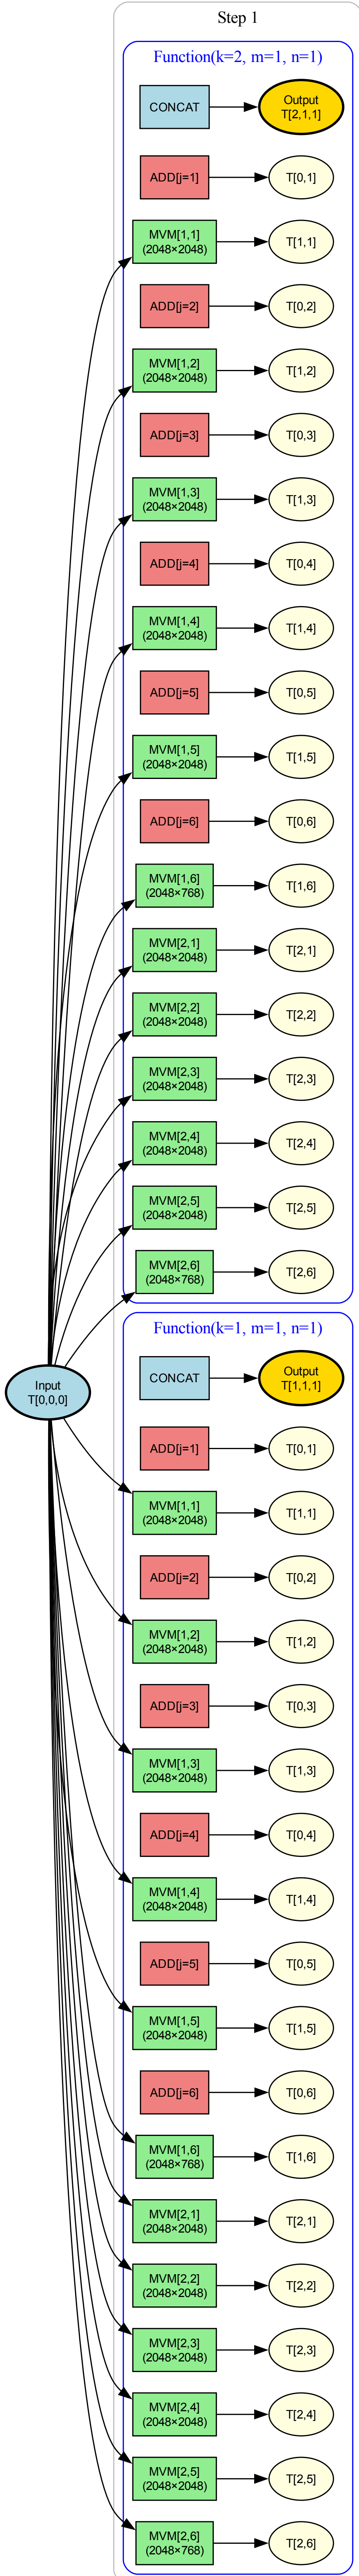 Step 1
Function(k=2, m=1, n=1)
CONCAT
Output
T[2,1,1]
ADD[j=1]
T[0,1]
MVM[1,1]
(2048×2048)
T[1,1]
ADD[j=2]
T[0,2]
MVM[1,2]
(2048×2048)
T[1,2]
ADD[j=3]
T[0,3]
MVM[1,3]
(2048×2048)
T[1,3]
ADD[j=4]
T[0,4]
MVM[1,4]
(2048×2048)
T[1,4]
ADD[j=5]
T[0,5]
MVM[1,5]
(2048×2048)
T[1,5]
ADD[j=6]
T[0,6]
MVM[1,6]
(2048×768)
T[1,6]
MVM[2,1]
(2048×2048)
T[2,1]
MVM[2,2]
(2048×2048)
T[2,2]
MVM[2,3]
(2048×2048)
T[2,3]
MVM[2,4]
(2048×2048)
T[2,4]
MVM[2,5]
(2048×2048)
T[2,5]
MVM[2,6]
(2048×768)
T[2,6]
Input
T[0,0,0]
Function(k=1, m=1, n=1)
CONCAT
Output
T[1,1,1]
ADD[j=1]
T[0,1]
MVM[1,1]
(2048×2048)
T[1,1]
ADD[j=2]
T[0,2]
MVM[1,2]
(2048×2048)
T[1,2]
ADD[j=3]
T[0,3]
MVM[1,3]
(2048×2048)
T[1,3]
ADD[j=4]
T[0,4]
MVM[1,4]
(2048×2048)
T[1,4]
ADD[j=5]
T[0,5]
MVM[1,5]
(2048×2048)
T[1,5]
ADD[j=6]
T[0,6]
MVM[1,6]
(2048×768)
T[1,6]
MVM[2,1]
(2048×2048)
T[2,1]
MVM[2,2]
(2048×2048)
T[2,2]
MVM[2,3]
(2048×2048)
T[2,3]
MVM[2,4]
(2048×2048)
T[2,4]
MVM[2,5]
(2048×2048)
T[2,5]
MVM[2,6]
(2048×768)
T[2,6]